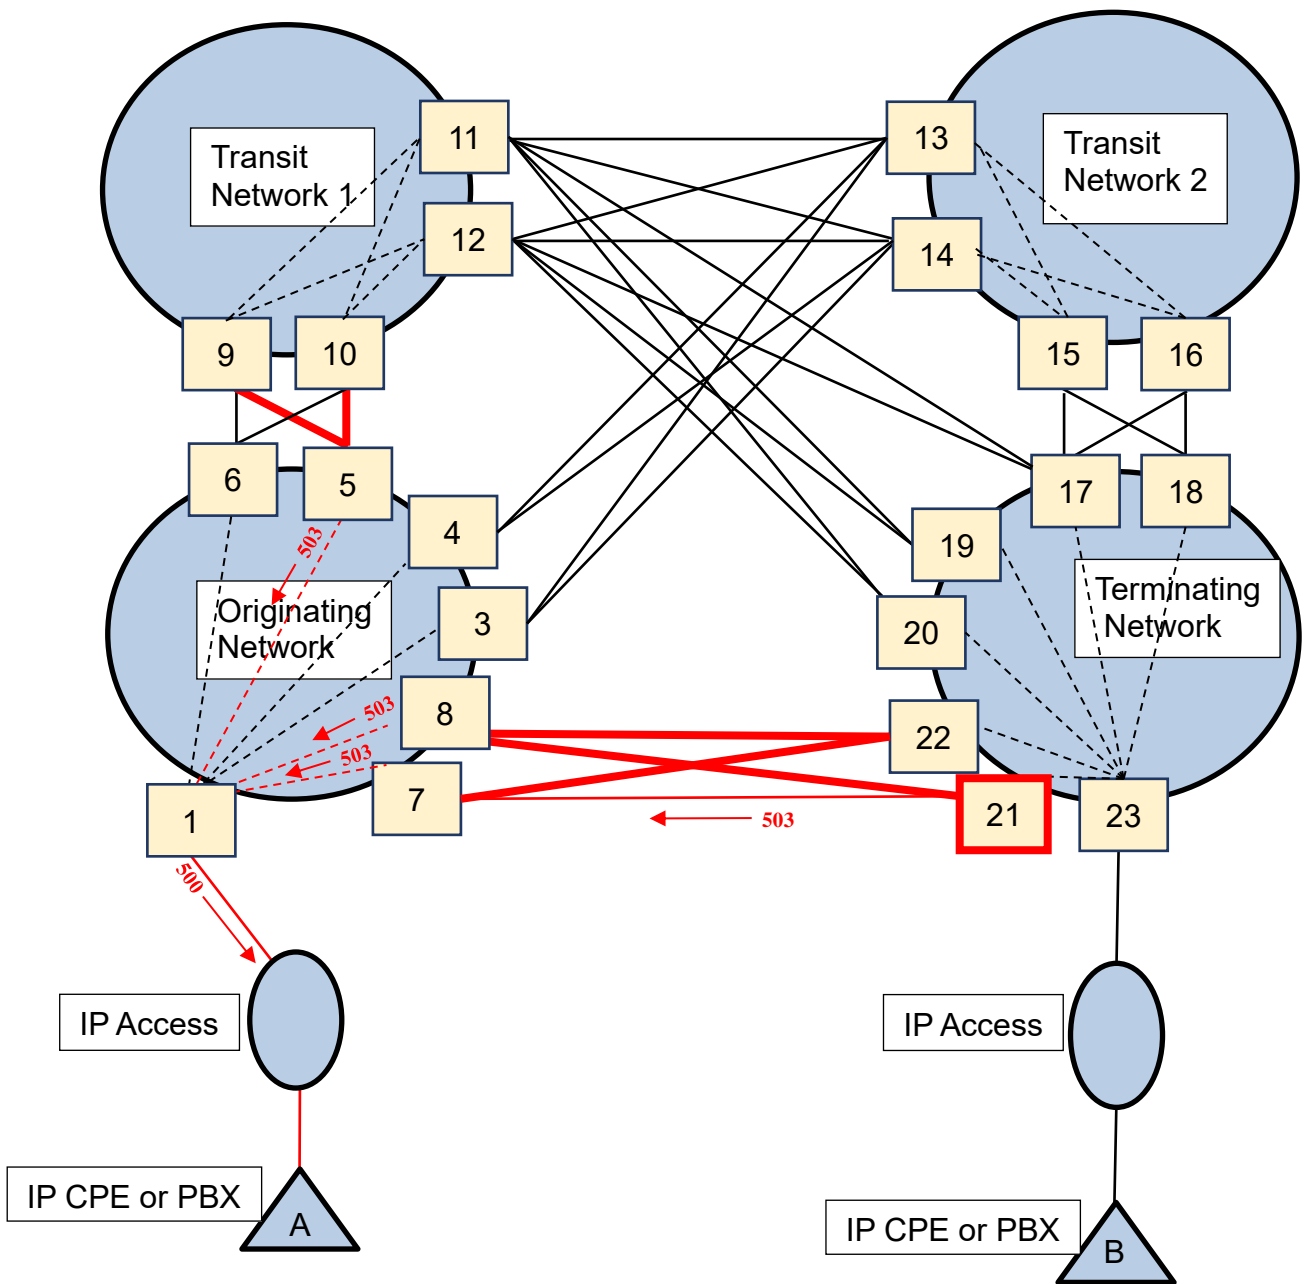 11
13
Transit
Network 1
Transit
Network 2
12
14
9
10
15
16
6
5
17
18
4
19
503
Originating
Network
Terminating
Network
3
20
8
503
22
503
7
21
23
1
503
500
IP Access
IP Access
IP CPE or PBX
A
IP CPE or PBX
B